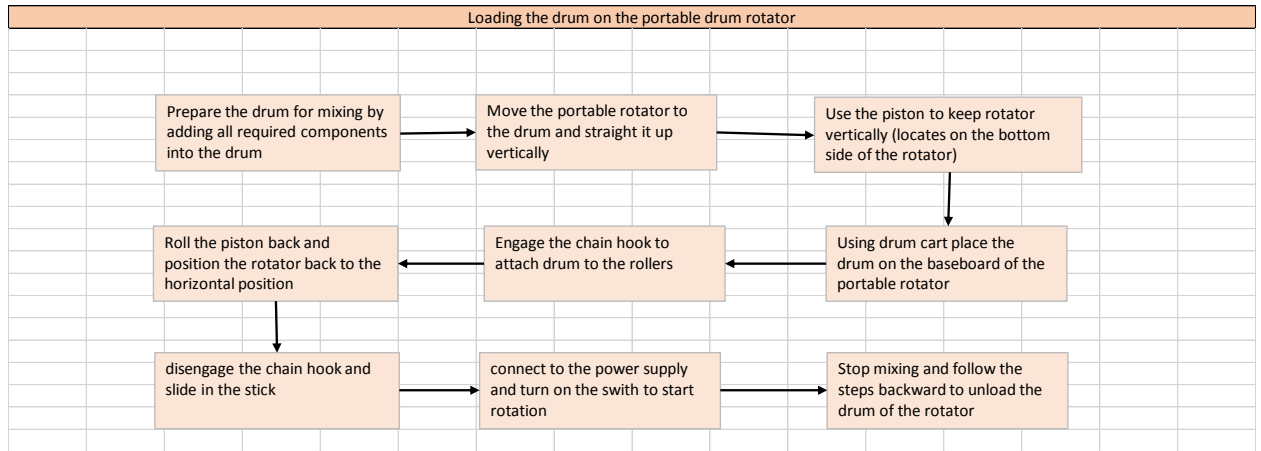 Loading the drum on the portable drum rotator
Prepare the drum for mixing by
adding all required components
into the drum
Move the portable rotator to
the drum and straight it up
vertically
Use the piston to keep rotator
vertically (locates on the bottom
side of the rotator)
Using drum cart place the
drum on the baseboard of the
portable rotator
Engage the chain hook to
attach drum to the rollers
Roll the piston back and
position the rotator back to the
horizontal position
disengage the chain hook and
slide in the stick
connect to the power supply
and turn on the swith to start
rotation
Stop mixing and follow the
steps backward to unload the
drum of the rotator